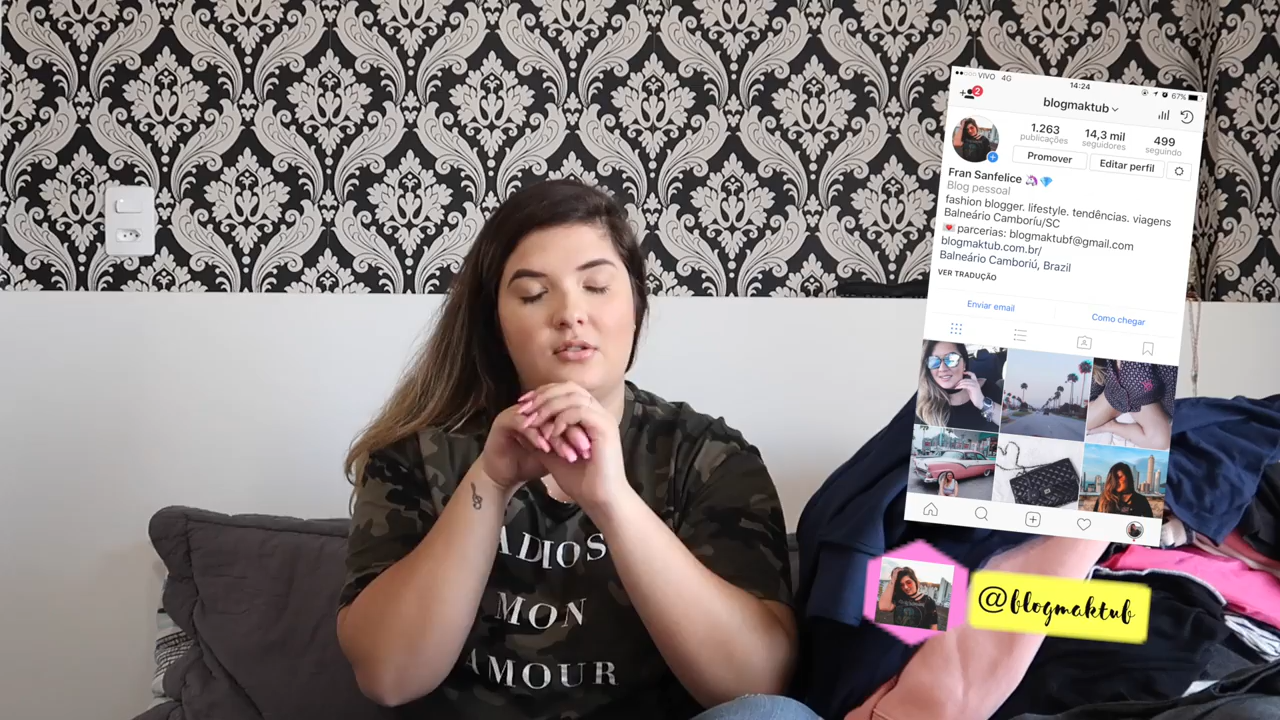 VIVO 4G 14:24 67%
2
blogmaktub
1.263 14,3 mil 499
publicações seguidores seguindo
Promover Editar perfil
Fran Sanfelice
Blog pessoal
fashion blogger. lifestyle. tendências. viagens
Balneário Camboríu/SC
parcerias: blogmaktubf@gmail.com
blogmaktub.com.br/
Balneário Camboriú, Brazil
VER TRADUÇÃO
Enviar email Como chegar
ADIOS
MON
AMOUR
@blogmaktub